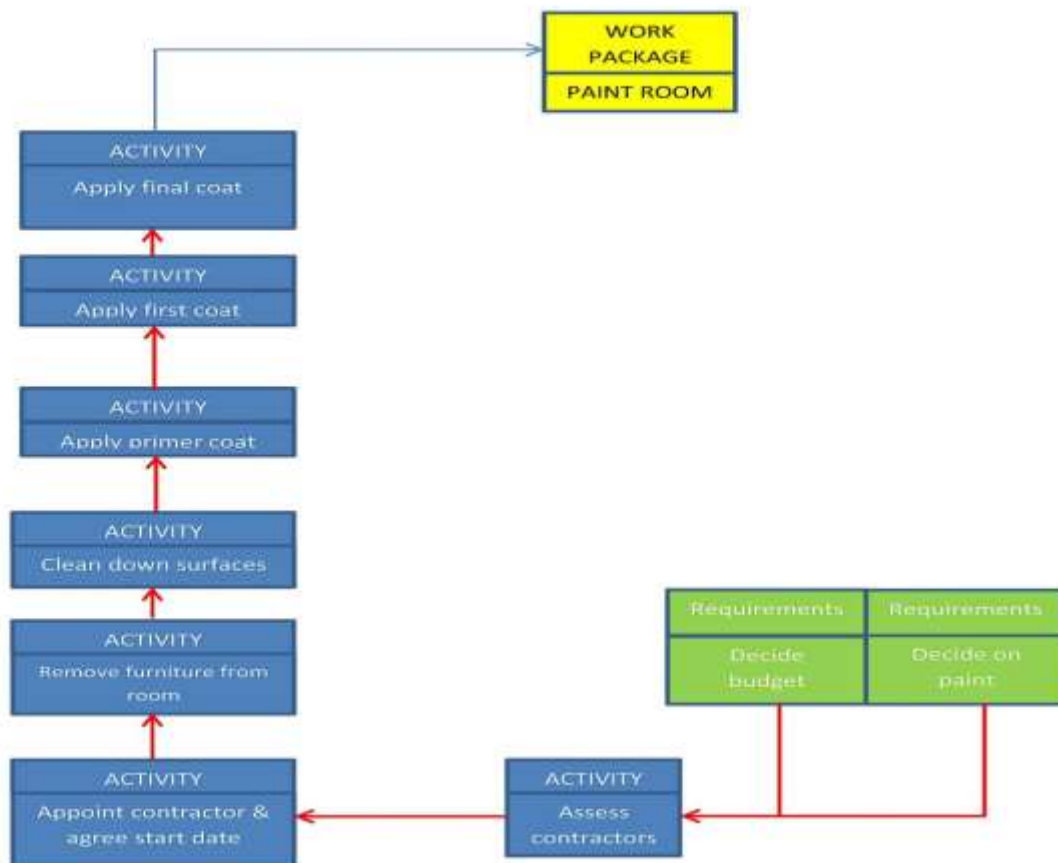 WORK
PACKAGE
PAINT ROOM
ACTIVITY
Apply final coat
ACTIVITY
Apply first coat
ACTIVITY
Apply primer coat
ACTIVITY
Clean down surfaces
ACTIVITY
Remove furniture from
room
Requirements
Decide
budget
Requirements
Decide on
paint
ACTIVITY
Appoint contractor &
agree start date
ACTIVITY
Assess
contractors